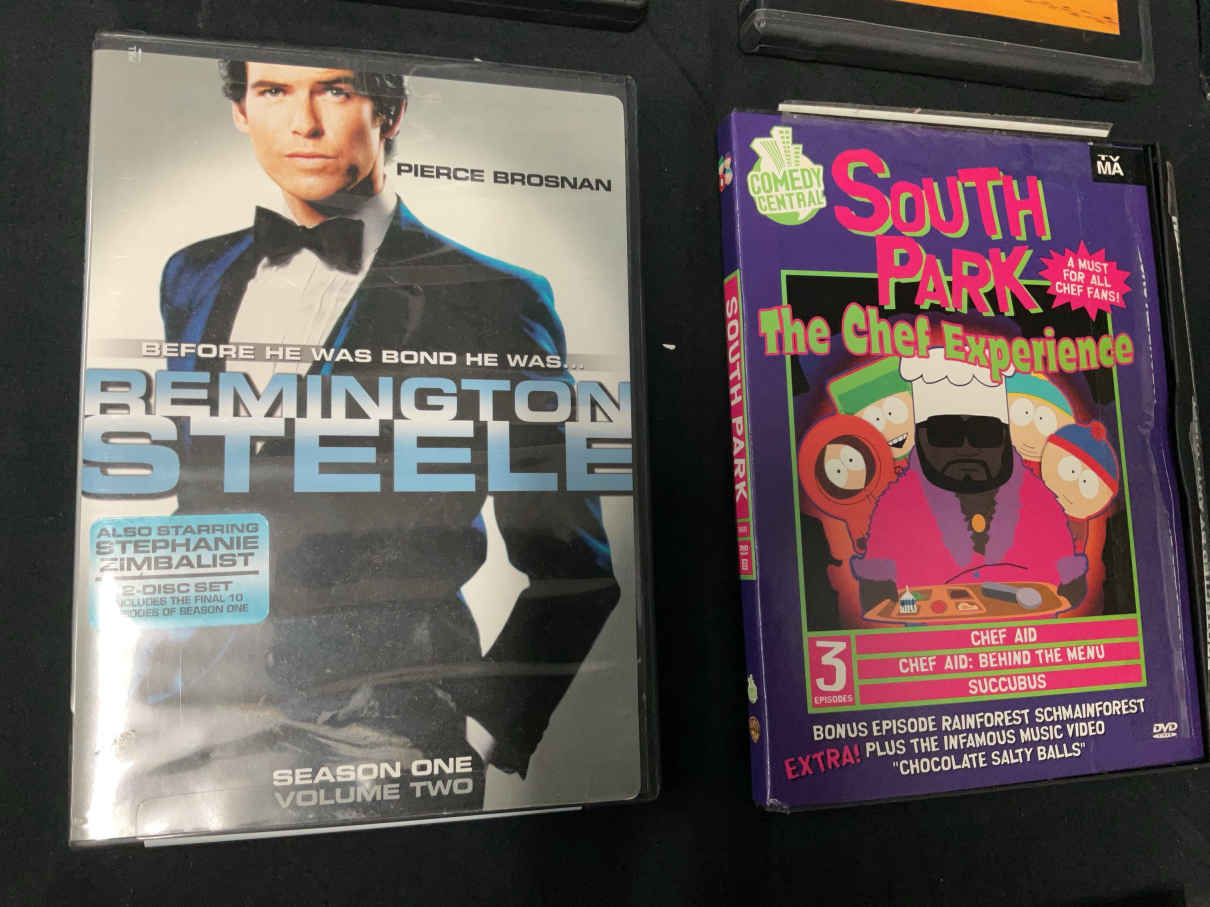 PIERCE BROSNAN
BEFORE HE WAS BOND HE WAS...
REMINGTON
STEELE
ALSO STARRING
STEPHANIE
ZIMBALIST
2-DISC SET
INCLUDES THE FINAL 10
EPISODES OF SEASON ONE
SEASON ONE
VOLUME TWO
COMEDY
CENTRAL
TV
MA
SOUTH
PARK
A MUST
FOR ALL
CHEF FANS!
The Chef Experience
SOUTH PARK
3
EPISODES
CHEF AID
CHEF AID: BEHIND THE MENU
SUCCUBUS
BONUS EPISODE RAINFOREST SCHMAINFOREST
EXTRA! PLUS THE INFAMOUS MUSIC VIDEO
"CHOCOLATE SALTY BALLS"
DVD